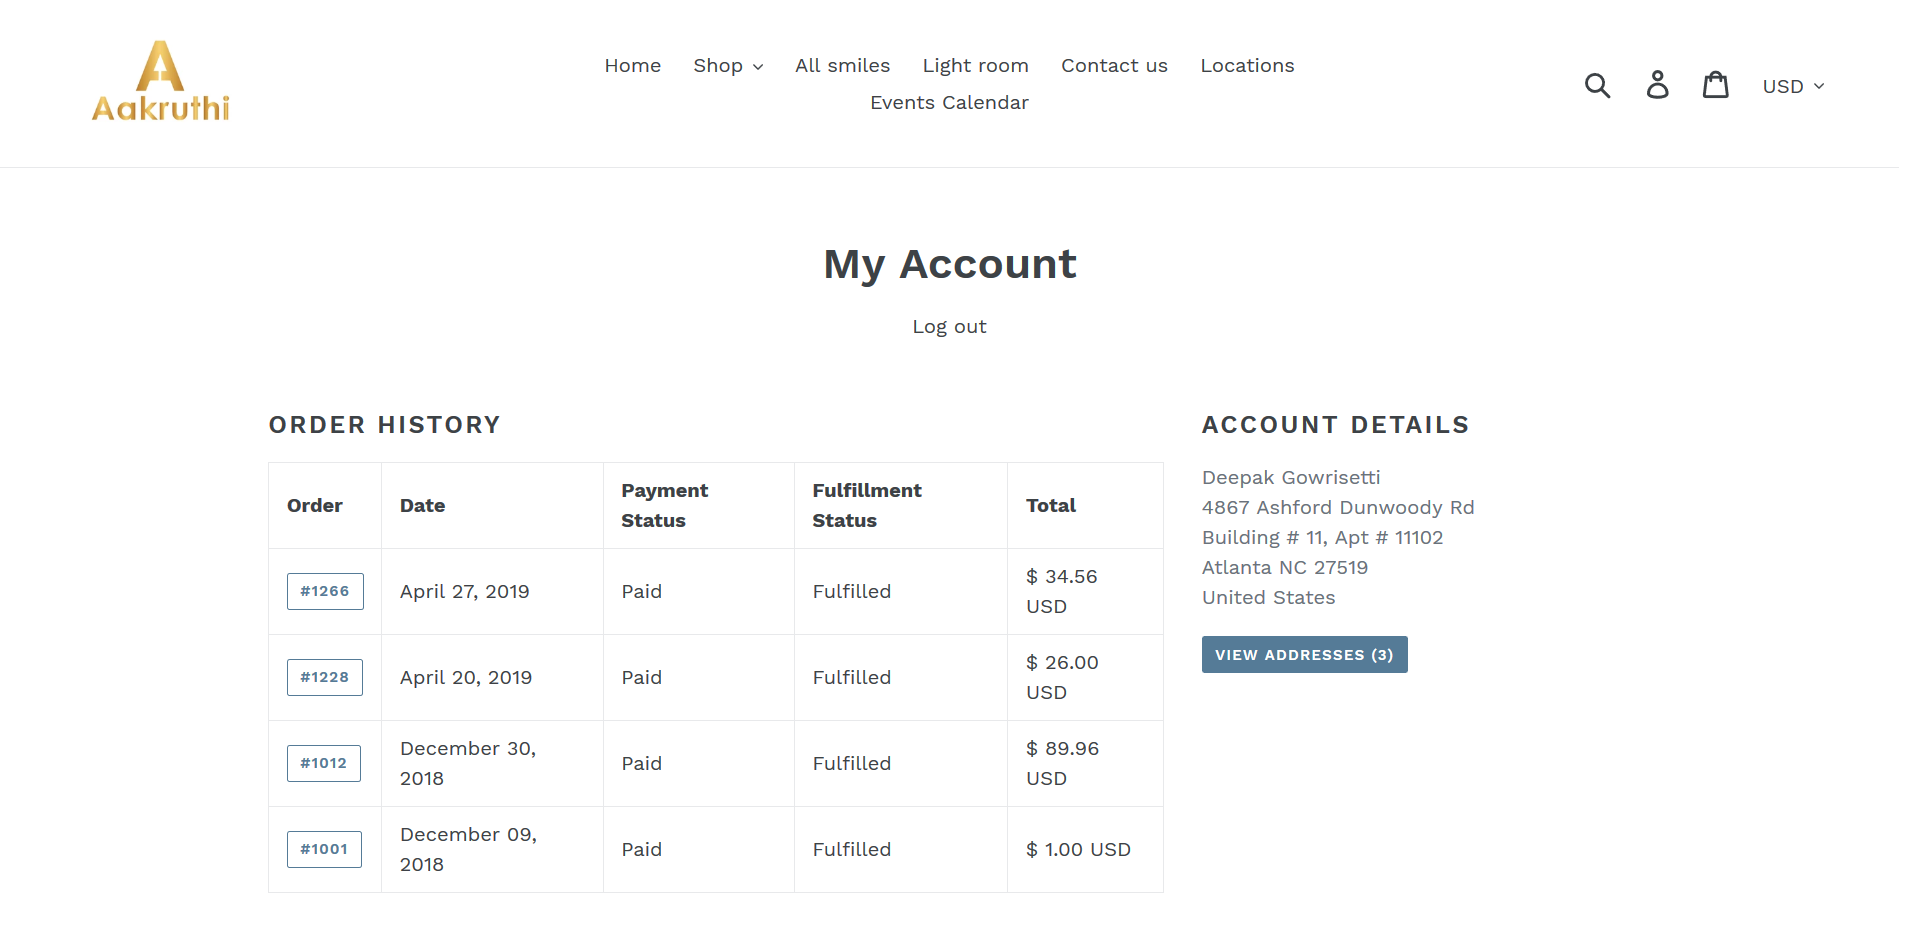 A
Aakruthi
Home Shop All smiles Light room Contact us Locations
Events Calendar
USD
My Account
Log out
ORDER HISTORY
Order Date Payment Status Fulfillment Status Total
#1266 April 27, 2019 Paid Fulfilled $ 34.56 USD
#1228 April 20, 2019 Paid Fulfilled $ 26.00 USD
#1012 December 30, 2018 Paid Fulfilled $ 89.96 USD
#1001 December 09, 2018 Paid Fulfilled $ 1.00 USD
ACCOUNT DETAILS
Deepak Gowrisetti
4867 Ashford Dunwoody Rd
Building # 11, Apt # 11102
Atlanta NC 27519
United States
VIEW ADDRESSES (3)